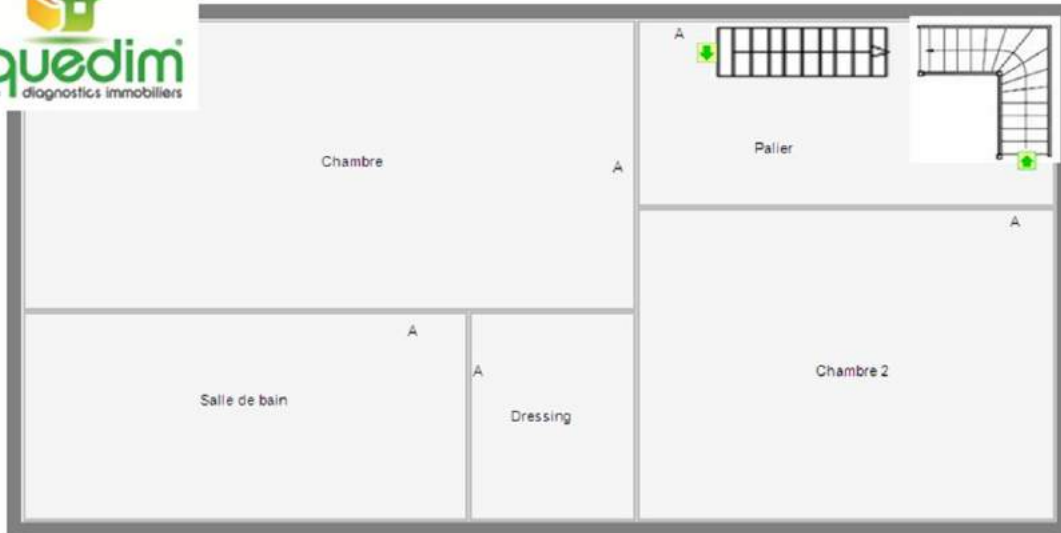 quedim
diagnostics immobiliers
A
Chambre
A
Palier
A
A
A
Salle de bain
Dressing
Chambre 2